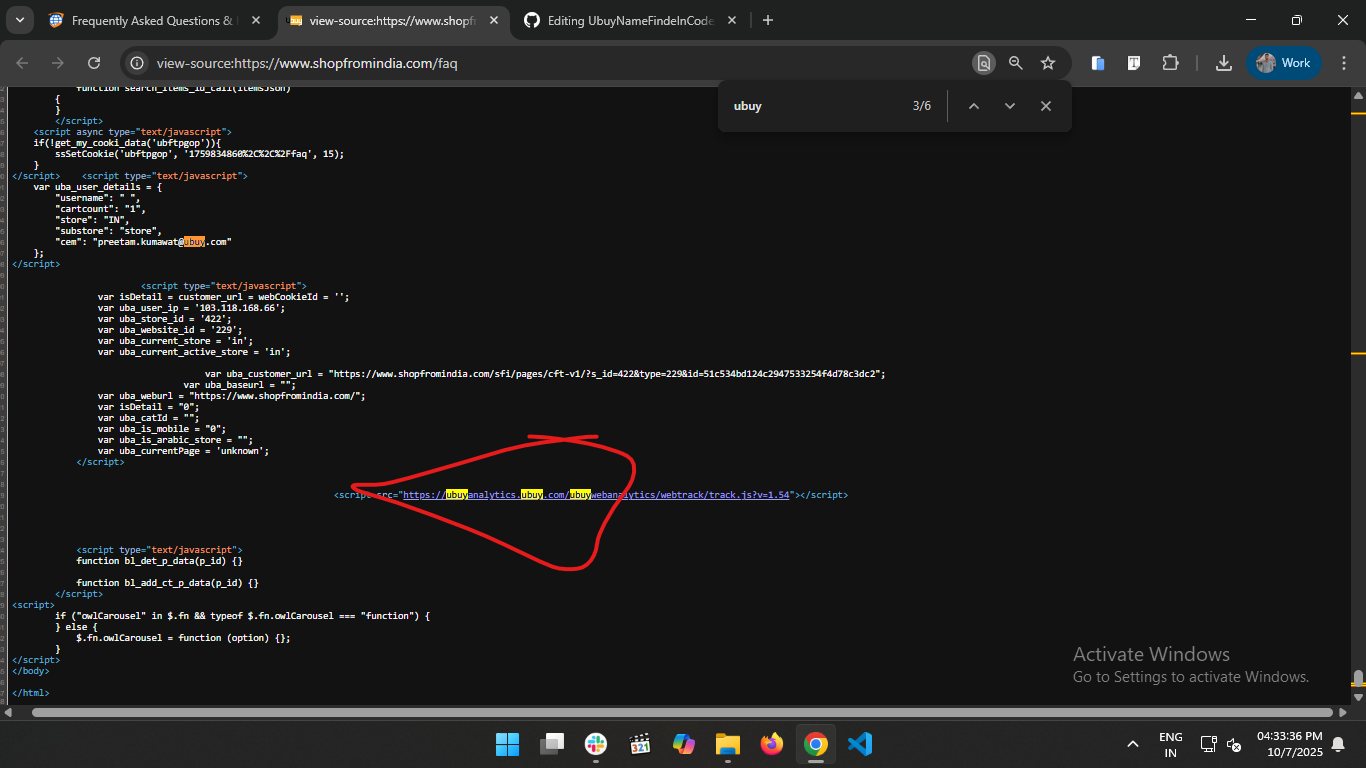 Frequently Asked Questions &
view-source:https://www.shopf
Editing UbuyNameFindeInCode
view-source:https://www.shopfromindia.com/faq
Work
ubuy
3/6
function search_items_id_call(itemsJson)
{
}
</script>
<script async type="text/javascript">
if(!get_my_cooki_data('ubftpgop')){
ssSetCookie('ubftpgop', '1759834860%2C%2C%2Ffaq', 15);
}
</script> <script type="text/javascript">
var uba_user_details = {
"username": " ",
"cartcount": "1",
"store": "IN",
"substore": "store",
"cem": "preetam.kumawat@ubuy.com"
};
</script>
<script type="text/javascript">
var isDetail = customer_url = webCookieId = '';
var uba_user_ip = '103.118.168.66';
var uba_store_id = '422';
var uba_website_id = '229';
var uba_current_store = 'in';
var uba_current_active_store = 'in';
var uba_customer_url = "https://www.shopfromindia.com/sfi/pages/cft-v1/?s_id=422&type=229&id=51c534bd124c2947533254f4d78c3dc2";
var uba_baseurl = "";
var uba_weburl = "https://www.shopfromindia.com/";
var isDetail = "0";
var uba_catId = "";
var uba_is_mobile = "0";
var uba_is_arabic_store = "";
var uba_currentPage = 'unknown';
</script>
<script src="https://ubuyanalytics.ubuy.com/ubuywebanalytics/webtrack/track.js?v=1.54"></script>
<script type="text/javascript">
function bl_det_p_data(p_id) {}
function bl_add_ct_p_data(p_id) {}
</script>
<script>
if ("owlCarousel" in $.fn && typeof $.fn.owlCarousel === "function") {
} else {
$.fn.owlCarousel = function (option) {};
}
</script>
</body>
</html>
Activate Windows
Go to Settings to activate Windows.
321
ENG
IN
04:33:36 PM
10/7/2025